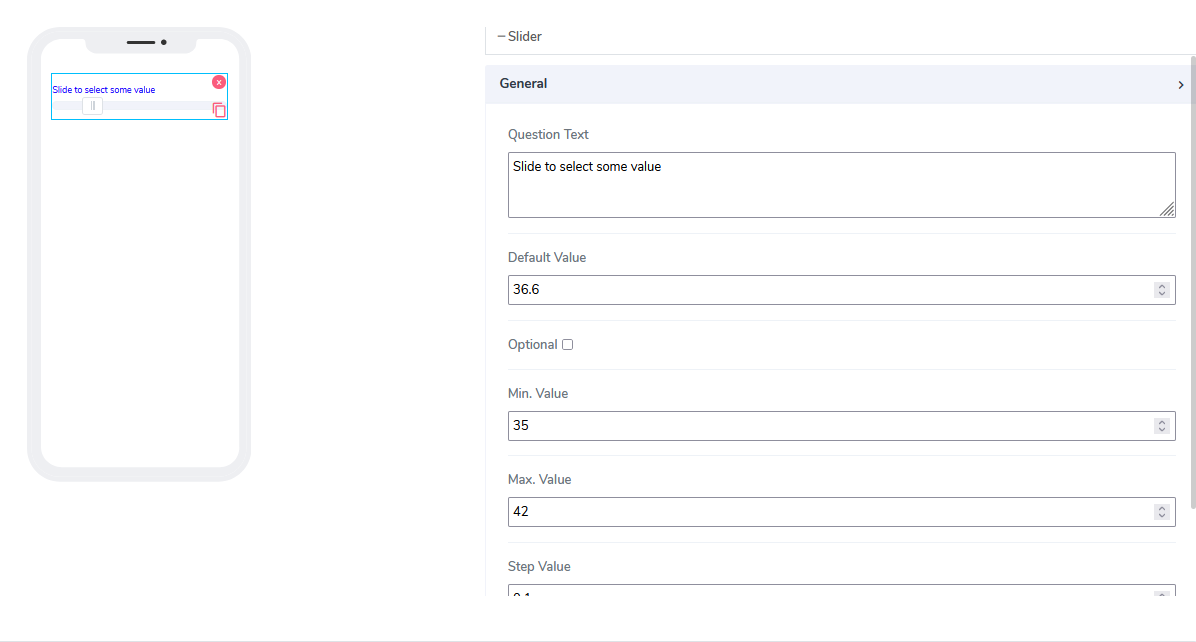 Slide to select some value
− Slider
General
Question Text
Slide to select some value
Default Value
36.6
Optional
Min. Value
35
Max. Value
42
Step Value